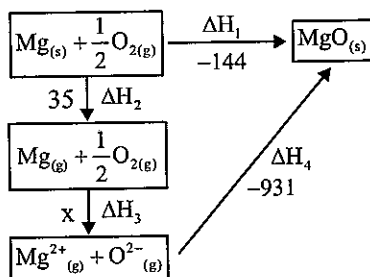 Mg(s) + 1/2 O2(g)
ΔH1
−144
MgO(s)
35 ΔH2
Mg(g) + 1/2 O2(g)
ΔH4
−931
x ΔH3
Mg2+(g) + O2−(g)